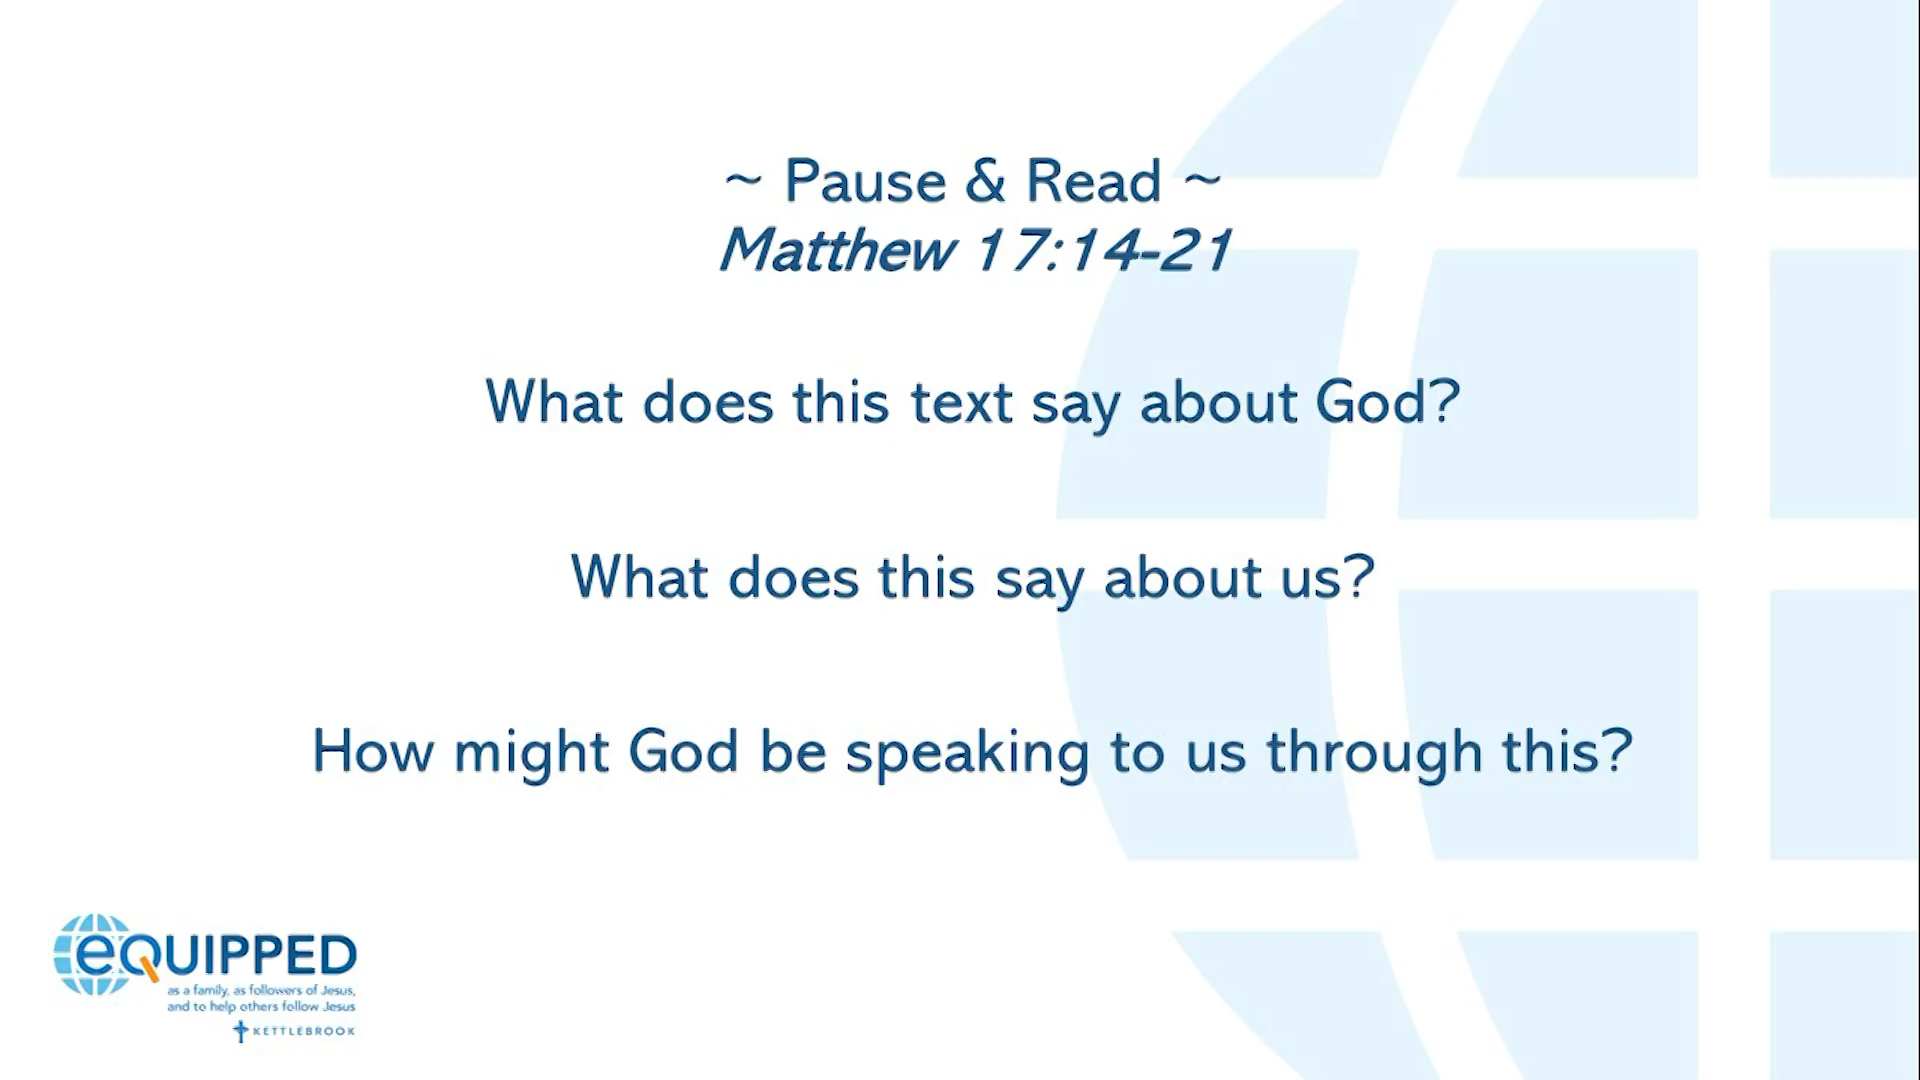 ~ Pause & Read ~
Matthew 17:14-21
What does this text say about God?
What does this say about us?
How might God be speaking to us through this?
eQUIPPED
as a family, as followers of Jesus,
and to help others follow Jesus
KETTLEBROOK